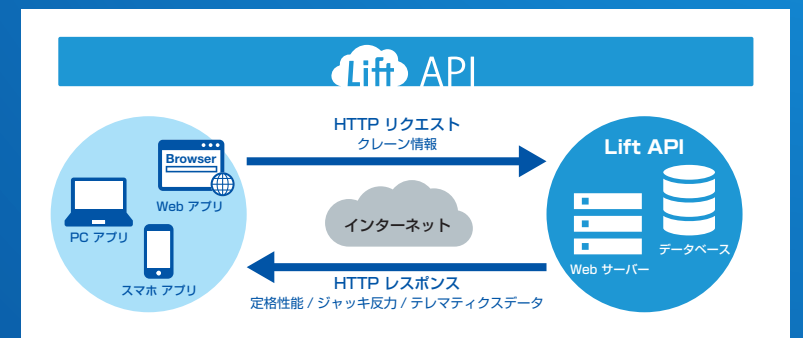 Lift API
HTTP リクエスト
クレーン情報
Browser
Web アプリ
PC アプリ
スマホ アプリ
インターネット
Lift API
データベース
Web サーバー
HTTP レスポンス
定格性能 / ジャッキ反力 / テレマティクスデータ